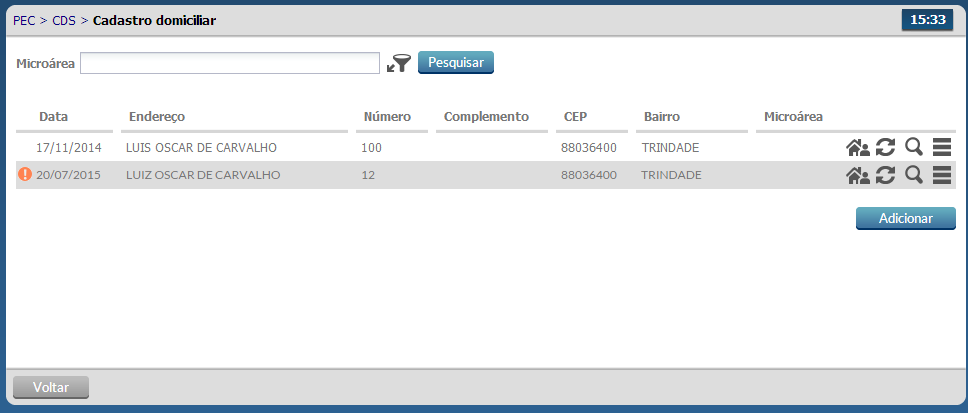 PEC > CDS > Cadastro domiciliar 15:33
Microárea Pesquisar
Data Endereço Número Complemento CEP Bairro Microárea
17/11/2014 LUIS OSCAR DE CARVALHO 100 88036400 TRINDADE
20/07/2015 LUIZ OSCAR DE CARVALHO 12 88036400 TRINDADE
Adicionar
Voltar